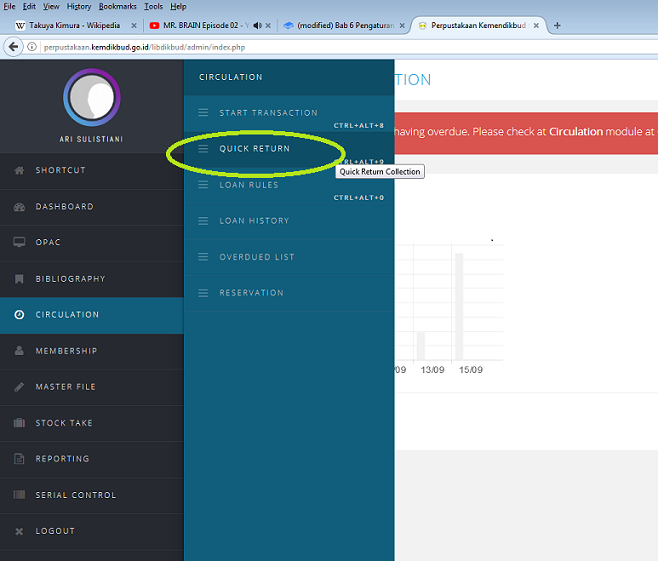 File Edit View History Bookmarks Tools Help
Takuya Kimura - Wikipedia
MR. BRAIN Episode 02 - Y
(modified) Bab 6 Pengaturan
Perpustakaan Kemendikbud
perpustakaan.kemdikbud.go.id/libdikbud/admin/index.php
ARI SULISTIANI
SHORTCUT
DASHBOARD
OPAC
BIBLIOGRAPHY
CIRCULATION
MEMBERSHIP
MASTER FILE
STOCK TAKE
REPORTING
SERIAL CONTROL
LOGOUT
CIRCULATION
START TRANSACTION
CTRL+ALT+8
QUICK RETURN
CTRL+ALT+9
Quick Return Collection
LOAN RULES
CTRL+ALT+0
LOAN HISTORY
OVERDUED LIST
RESERVATION
TION
having overdue. Please check at Circulation module at
/09 13/09 15/09